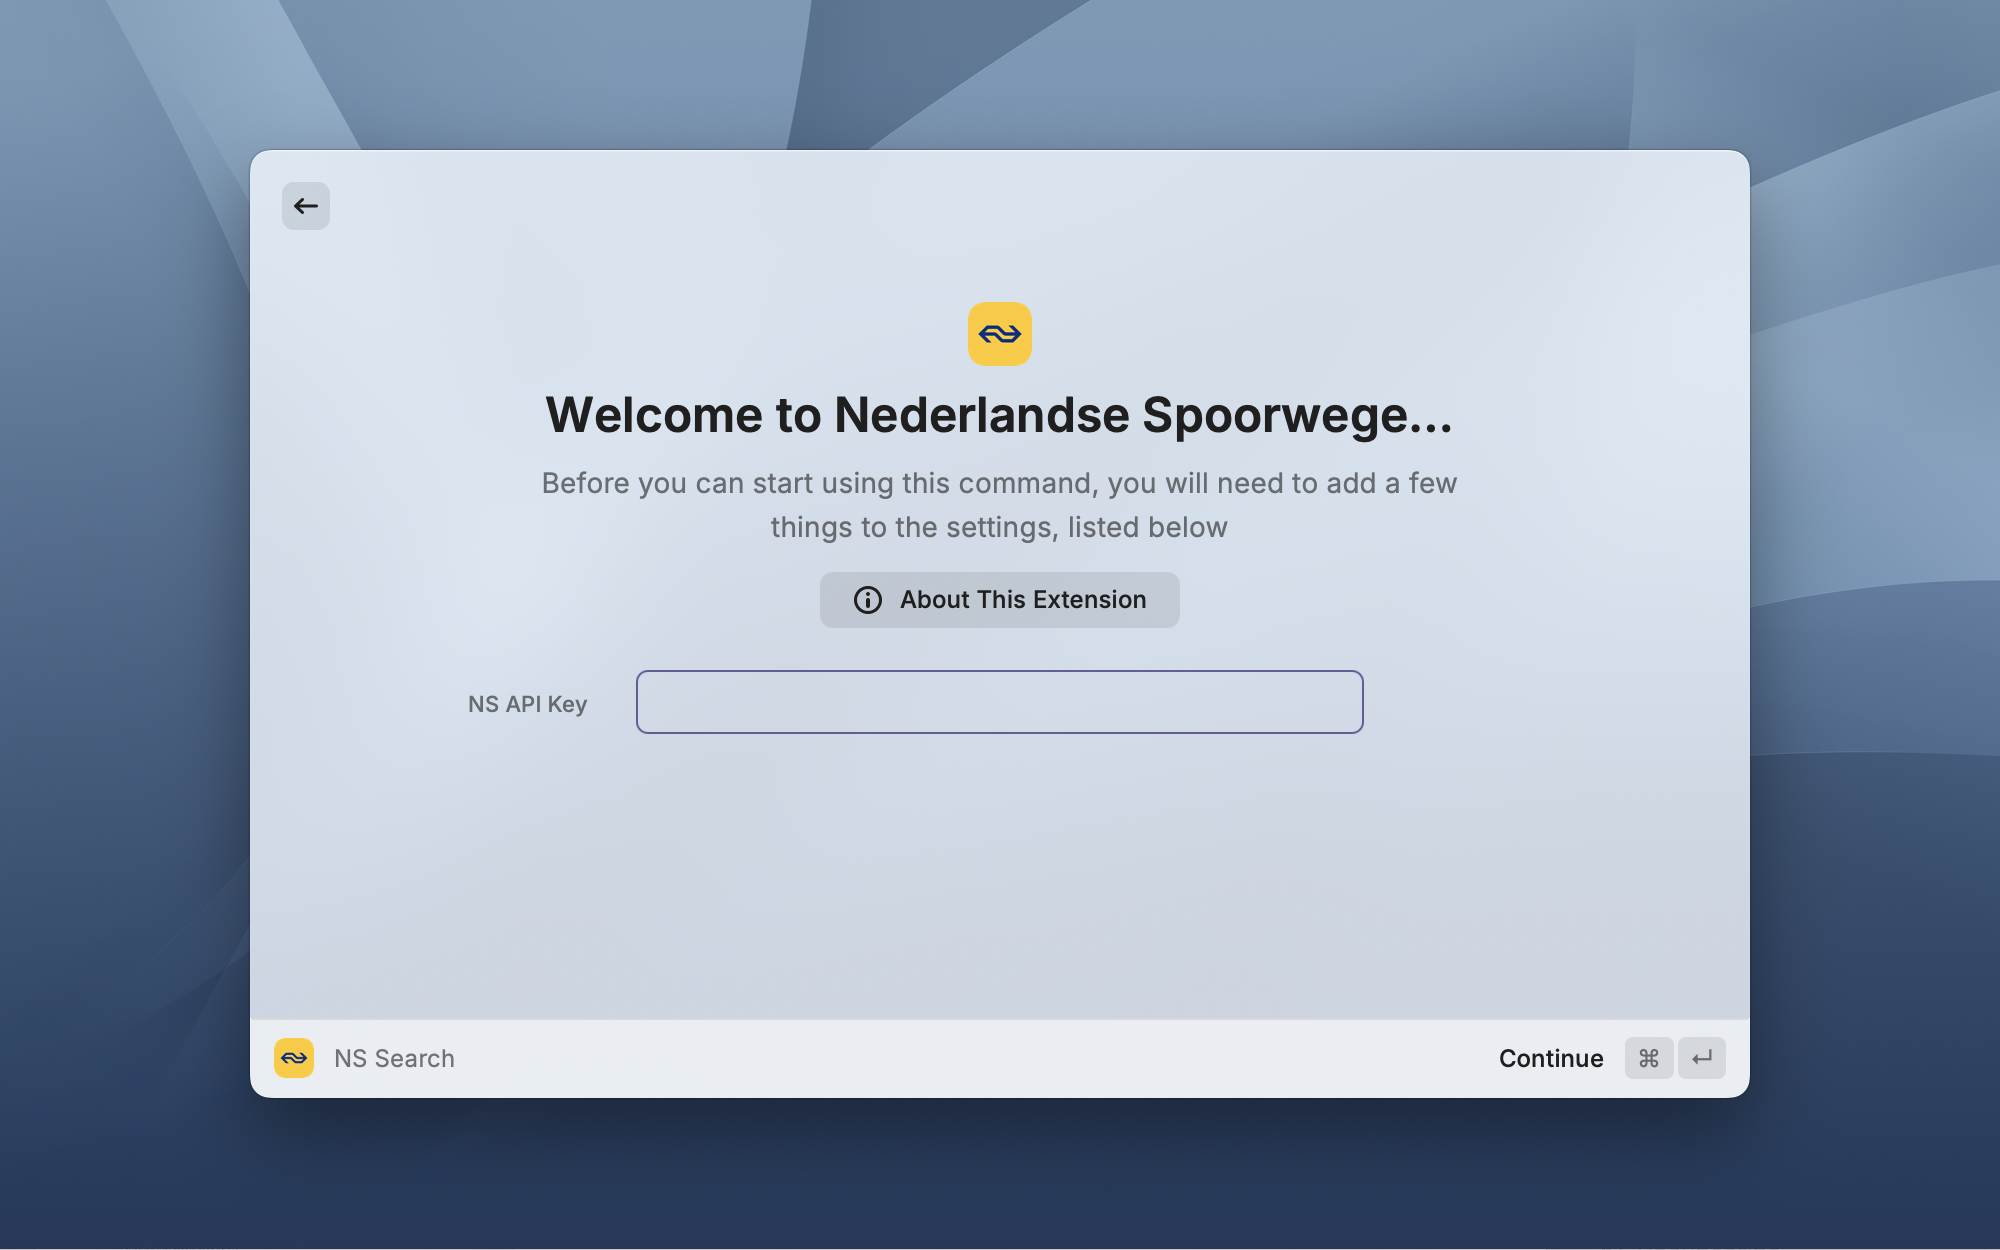 Welcome to Nederlandse Spoorwege...
Before you can start using this command, you will need to add a few
things to the settings, listed below
About This Extension
NS API Key
NS Search
Continue ⌘ ↵